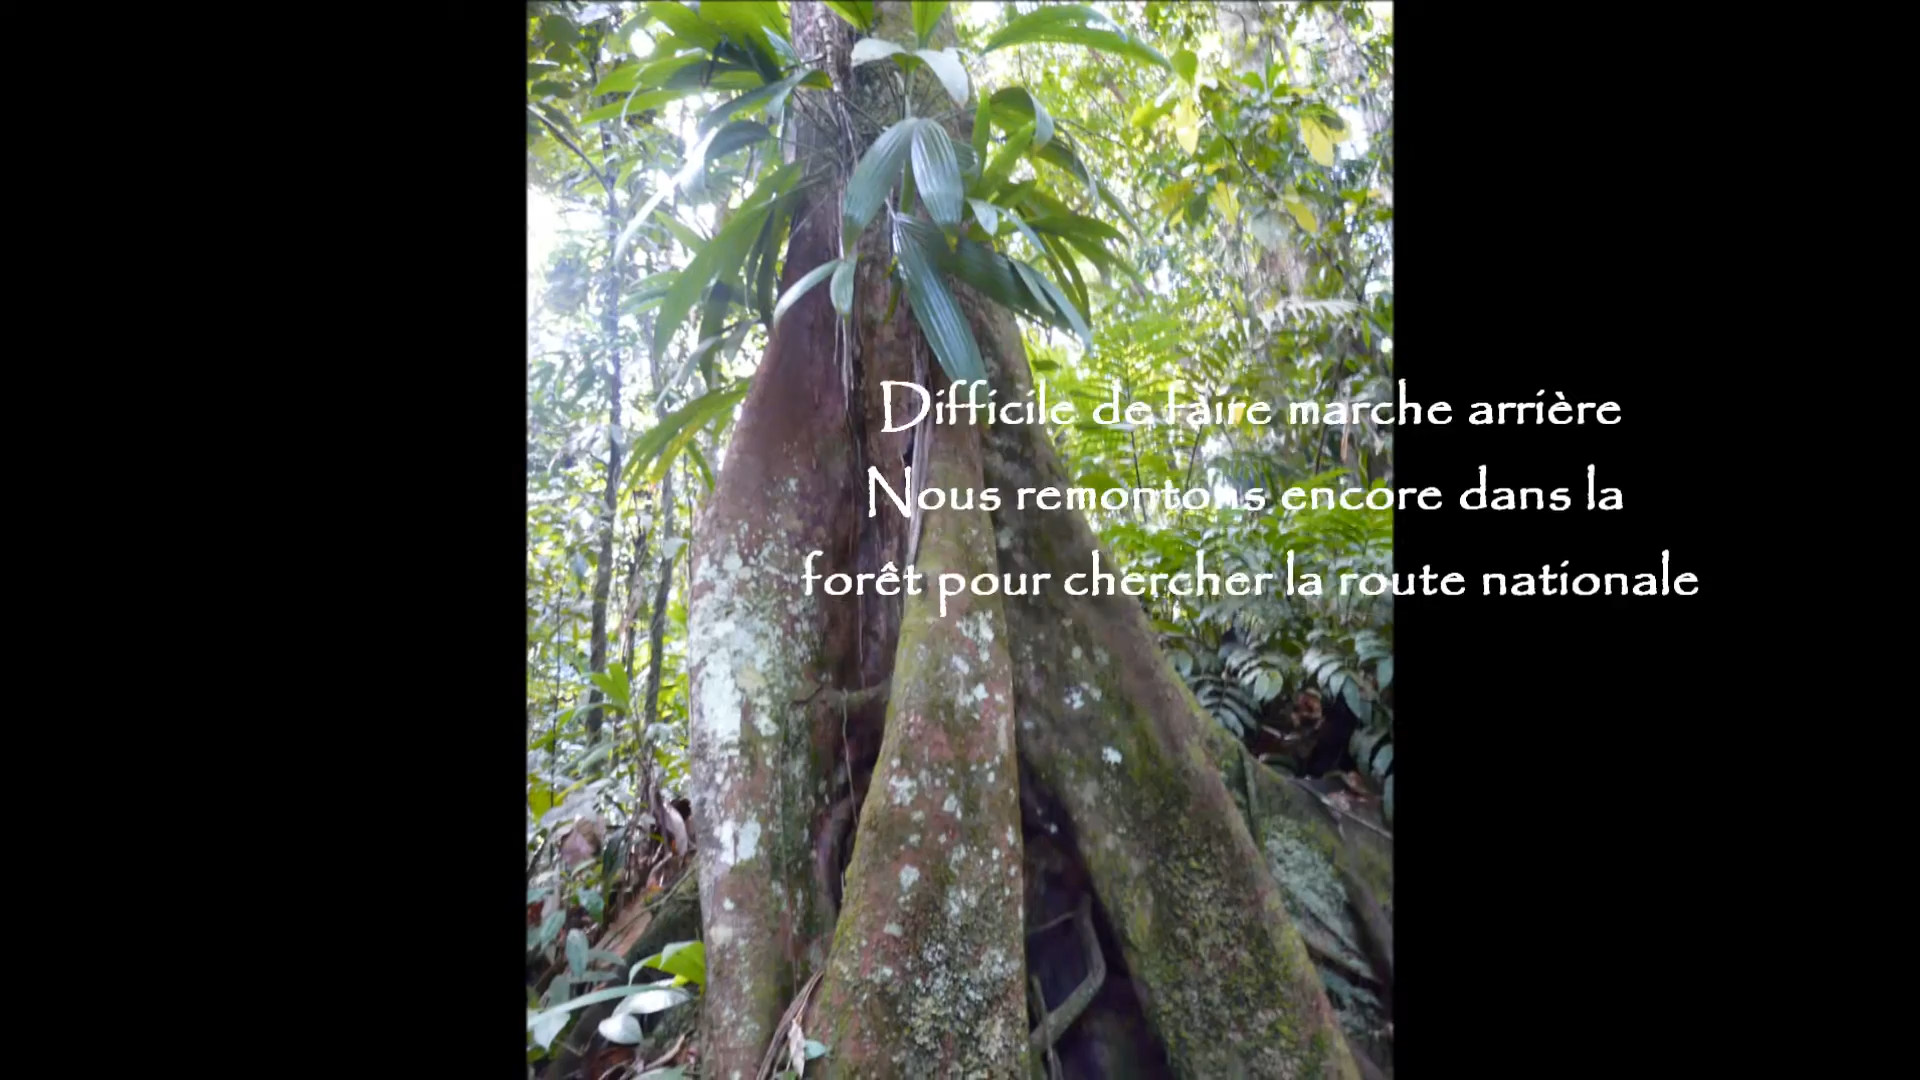 Difficile de faire marche arrière
Nous remontons encore dans la
forêt pour chercher la route nationale